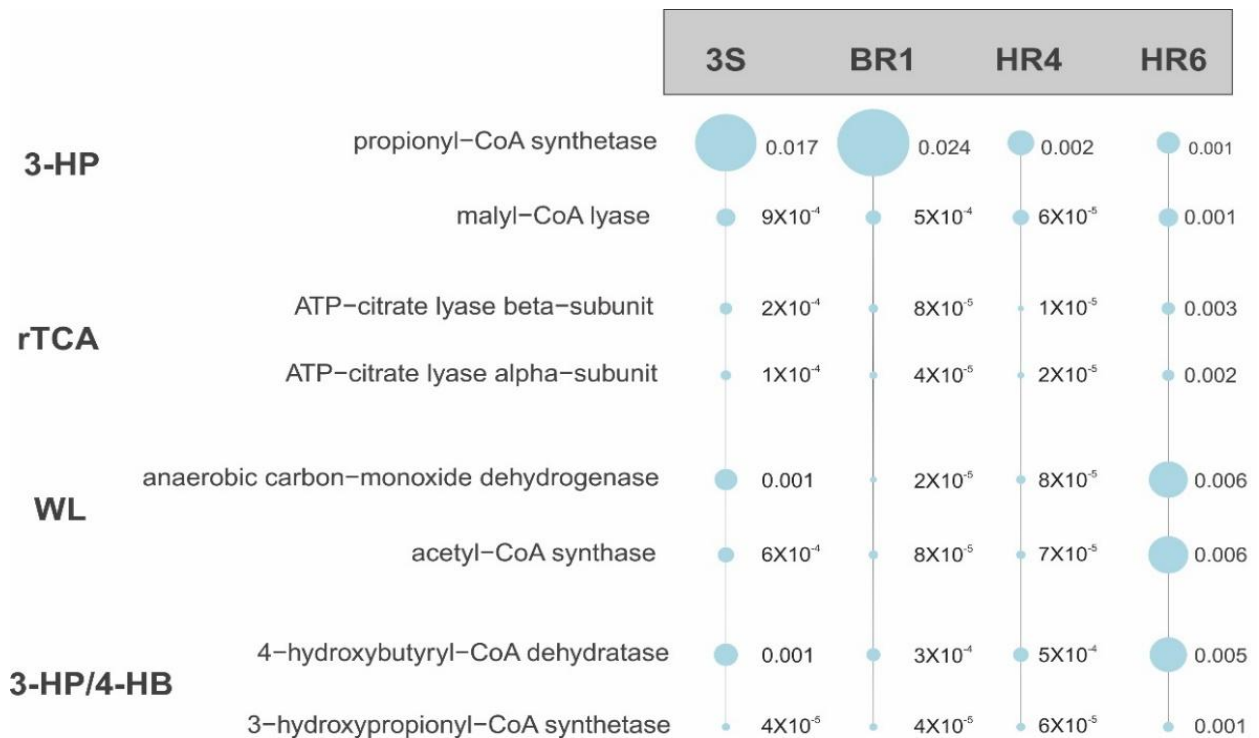 3S BR1 HR4 HR6
3-HP
propionyl−CoA synthetase 0.017 0.024 0.002 0.001
malyl−CoA lyase 9X10⁻⁴ 5X10⁻⁴ 6X10⁻⁵ 0.001
rTCA
ATP−citrate lyase beta−subunit 2X10⁻⁴ 8X10⁻⁵ 1X10⁻⁵ 0.003
ATP−citrate lyase alpha−subunit 1X10⁻⁴ 4X10⁻⁵ 2X10⁻⁵ 0.002
WL
anaerobic carbon−monoxide dehydrogenase 0.001 2X10⁻⁵ 8X10⁻⁵ 0.006
acetyl−CoA synthase 6X10⁻⁴ 8X10⁻⁵ 7X10⁻⁵ 0.006
3-HP/4-HB
4−hydroxybutyryl−CoA dehydratase 0.001 3X10⁻⁴ 5X10⁻⁴ 0.005
3−hydroxypropionyl−CoA synthetase 4X10⁻⁵ 4X10⁻⁵ 6X10⁻⁵ 0.001